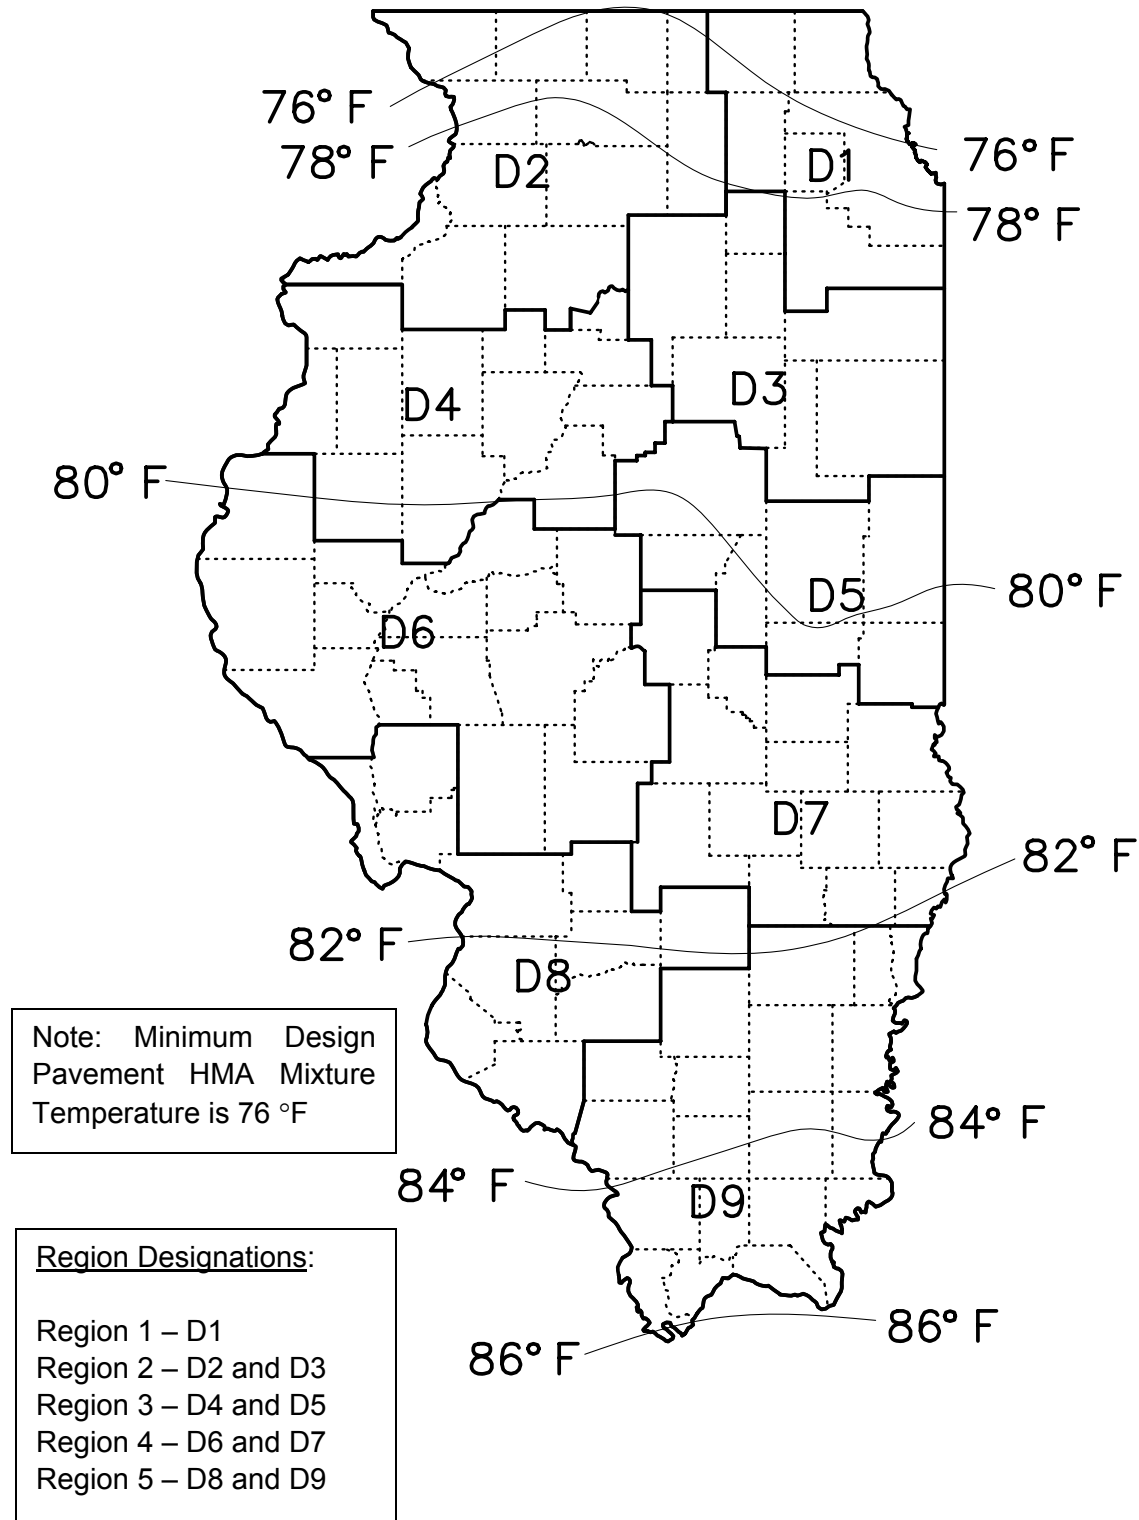 76° F
78° F
D2
D1
76° F
78° F
D4
D3
80° F
D5
80° F
D6
D7
82° F
82° F
D8
Note: Minimum Design
Pavement HMA Mixture
Temperature is 76 °F
84° F
84° F
D9
86° F
86° F
Region Designations:
Region 1 – D1
Region 2 – D2 and D3
Region 3 – D4 and D5
Region 4 – D6 and D7
Region 5 – D8 and D9